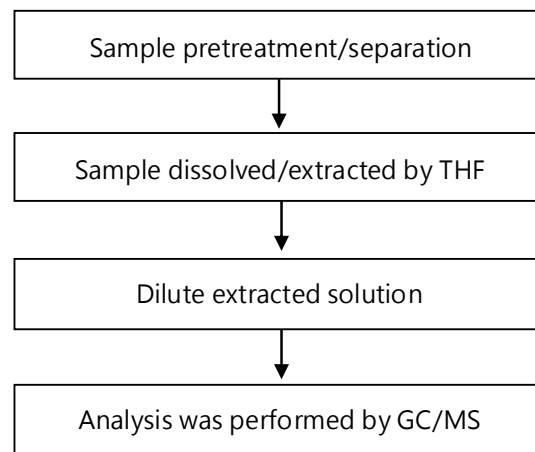 Sample pretreatment/separation
Sample dissolved/extracted by THF
Dilute extracted solution
Analysis was performed by GC/MS